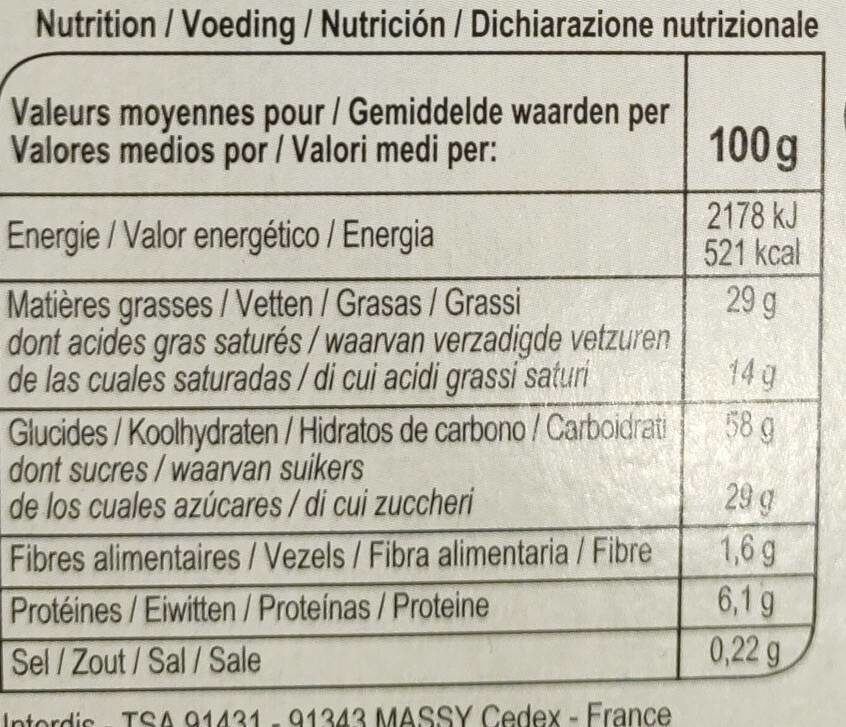 Nutrition / Voeding / Nutrición / Dichiarazione nutrizionale
Valeurs moyennes pour / Gemiddelde waarden per
Valores medios por / Valori medi per:
100 g
Energie / Valor energético / Energia
2178 kJ
521 kcal
Matières grasses / Vetten / Grasas / Grassi
29 g
dont acides gras saturés / waarvan verzadigde vetzuren
de las cuales saturadas / di cui acidi grassi saturi
14 g
Glucides / Koolhydraten / Hidratos de carbono / Carboidrati
58 g
dont sucres / waarvan suikers
de los cuales azúcares / di cui zuccheri
29 g
Fibres alimentaires / Vezels / Fibra alimentaria / Fibre
1,6 g
Protéines / Eiwitten / Proteínas / Proteine
6,1 g
Sel / Zout / Sal / Sale
0,22 g
Interdis - TSA 91431 - 91343 MASSY Cedex - France